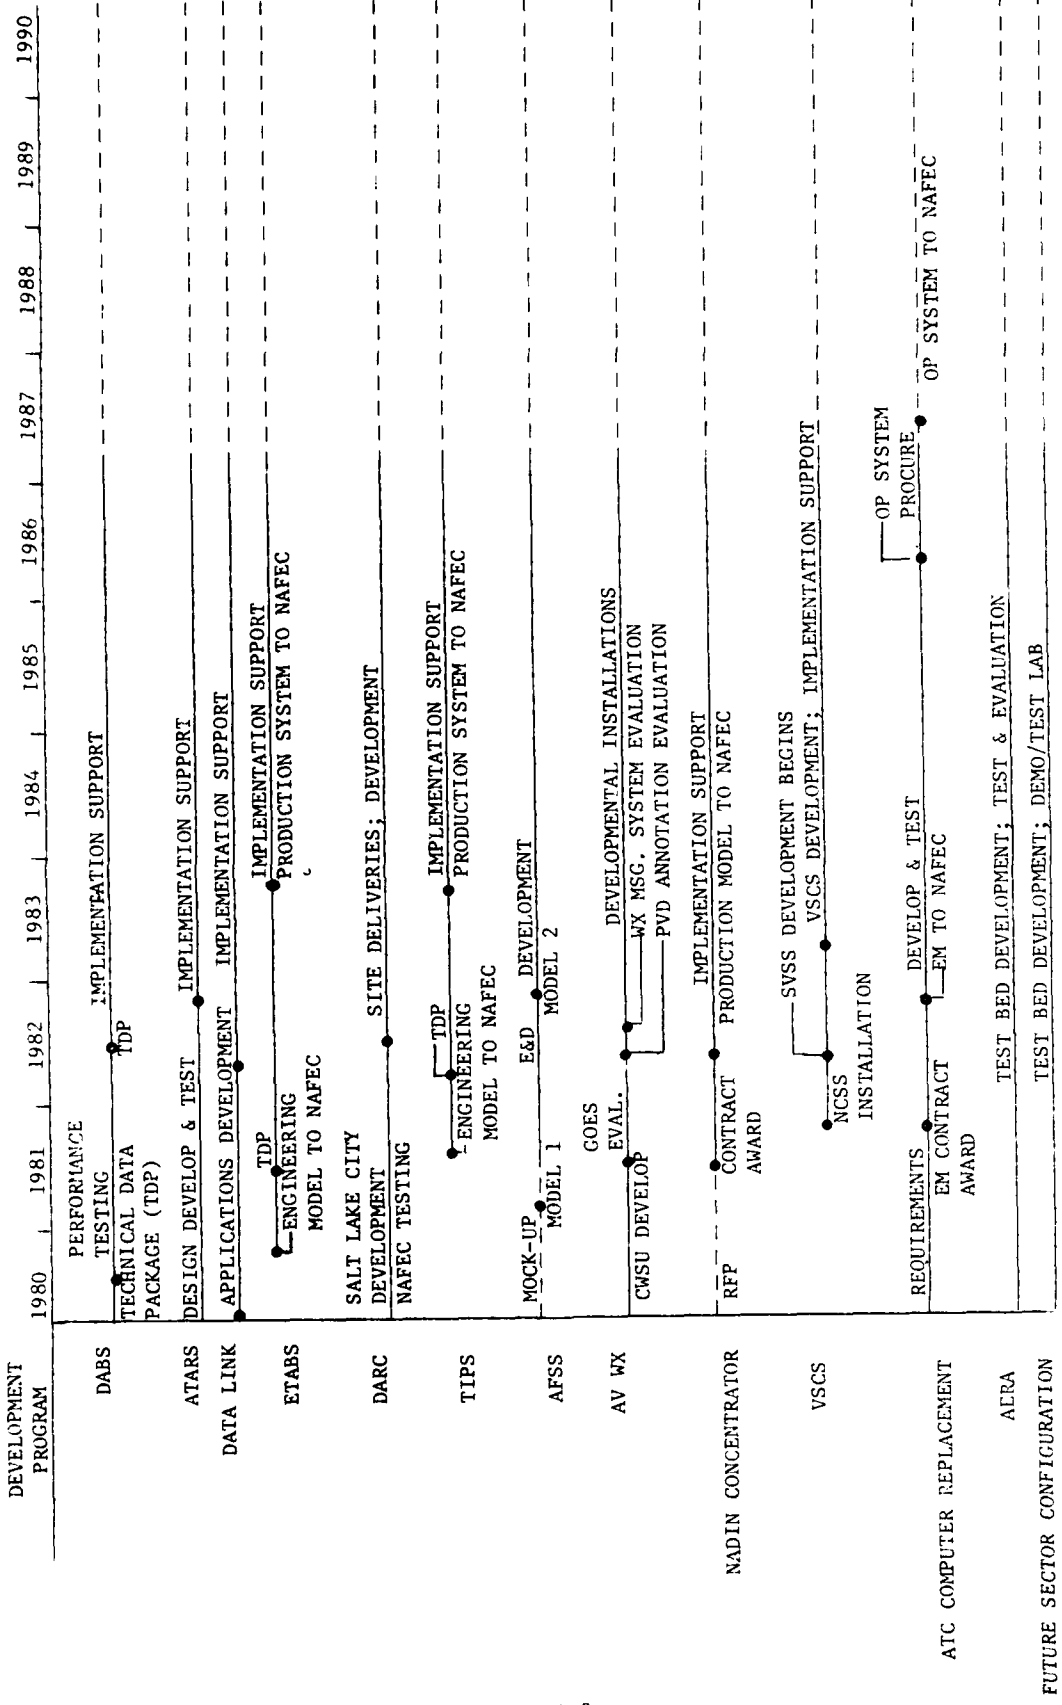 DEVELOPMENT
PROGRAM
1980 1981 1982 1983 1984 1985 1986 1987 1988 1989 1990
DABS
PERFORMANCE
TESTING
TECHNICAL DATA
PACKAGE (TDP)
TDP
IMPLEMENTATION SUPPORT
ATARS
DESIGN DEVELOP & TEST
IMPLEMENTATION SUPPORT
DATA LINK
APPLICATIONS DEVELOPMENT
IMPLEMENTATION SUPPORT
ETABS
TDP
ENGINEERING
MODEL TO NAFEC
IMPLEMENTATION SUPPORT
PRODUCTION SYSTEM TO NAFEC
DARC
SALT LAKE CITY
DEVELOPMENT
NAFEC TESTING
SITE DELIVERIES; DEVELOPMENT
TIPS
TDP
ENGINEERING
MODEL TO NAFEC
IMPLEMENTATION SUPPORT
PRODUCTION SYSTEM TO NAFEC
AFSS
MOCK-UP
MODEL 1
E&D
DEVELOPMENT
MODEL 2
AV WX
GOES
EVAL.
CWSU DEVELOP
DEVELOPMENTAL INSTALLATIONS
WX MSG. SYSTEM EVALUATION
PVD ANNOTATION EVALUATION
NADIN CONCENTRATOR
RFP
CONTRACT
AWARD
IMPLEMENTATION SUPPORT
PRODUCTION MODEL TO NAFEC
VSCS
NCSS
INSTALLATION
SVSS DEVELOPMENT BEGINS
VSCS DEVELOPMENT; IMPLEMENTATION SUPPORT
ATC COMPUTER REPLACEMENT
REQUIREMENTS
EM CONTRACT
AWARD
DEVELOP & TEST
EM TO NAFEC
OP SYSTEM
PROCURE
OP SYSTEM TO NAFEC
AERA
TEST BED DEVELOPMENT; TEST & EVALUATION
FUTURE SECTOR CONFIGURATION
TEST BED DEVELOPMENT; DEMO/TEST LAB